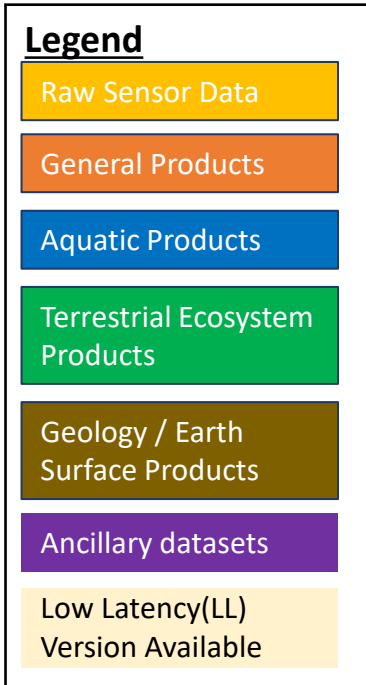 Legend
Raw Sensor Data
General Products
Aquatic Products
Terrestrial Ecosystem
Products
Geology / Earth
Surface Products
Ancillary datasets
Low Latency(LL)
Version Available